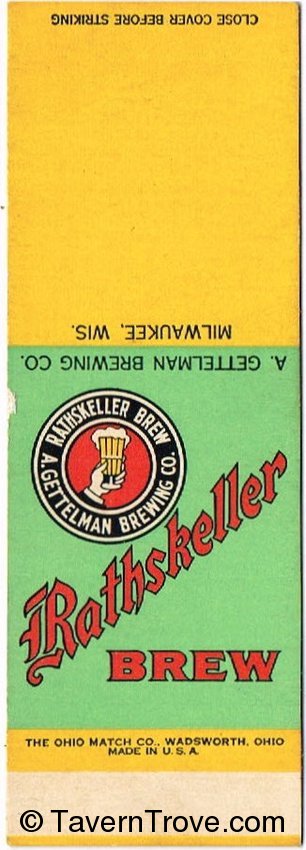 CLOSE COVER BEFORE STRIKING
MILWAUKEE, WIS.
A. GETTELMAN BREWING CO.
RATHSKELLER BREW
A. GETTELMAN BREWING CO.
Rathskeller
BREW
THE OHIO MATCH CO., WADSWORTH, OHIO
MADE IN U.S.A.
© TavernTrove.com